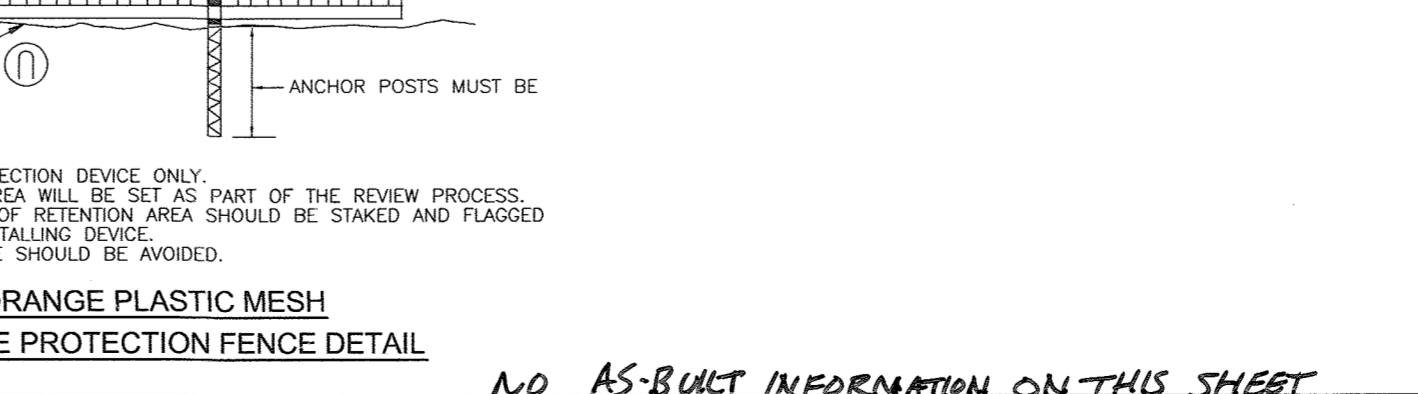 ANCHOR POSTS MUST BE
ECTION DEVICE ONLY.
REA WILL BE SET AS PART OF THE REVIEW PROCESS.
OF RETENTION AREA SHOULD BE STAKED AND FLAGGED
TALLING DEVICE.
E SHOULD BE AVOIDED.
ORANGE PLASTIC MESH
E PROTECTION FENCE DETAIL
NO AS-BUILT INFORMATION ON THIS SHEET